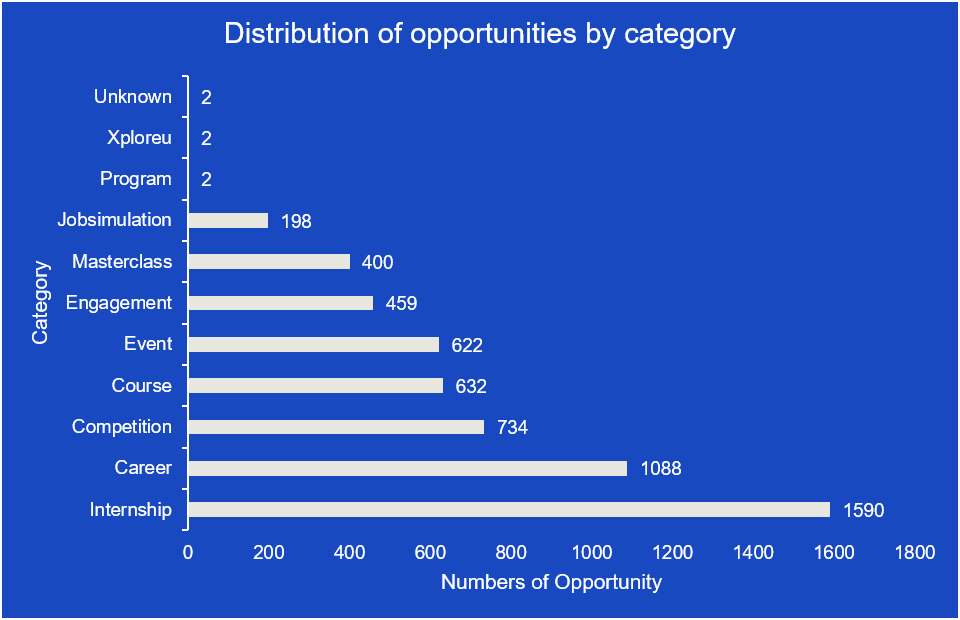 Distribution of opportunities by category
Unknown 2
Xploreu 2
Program 2
Jobsimulation 198
Masterclass 400
Engagement 459
Event 622
Course 632
Competition 734
Career 1088
Internship 1590
Category
0 200 400 600 800 1000 1200 1400 1600 1800
Numbers of Opportunity